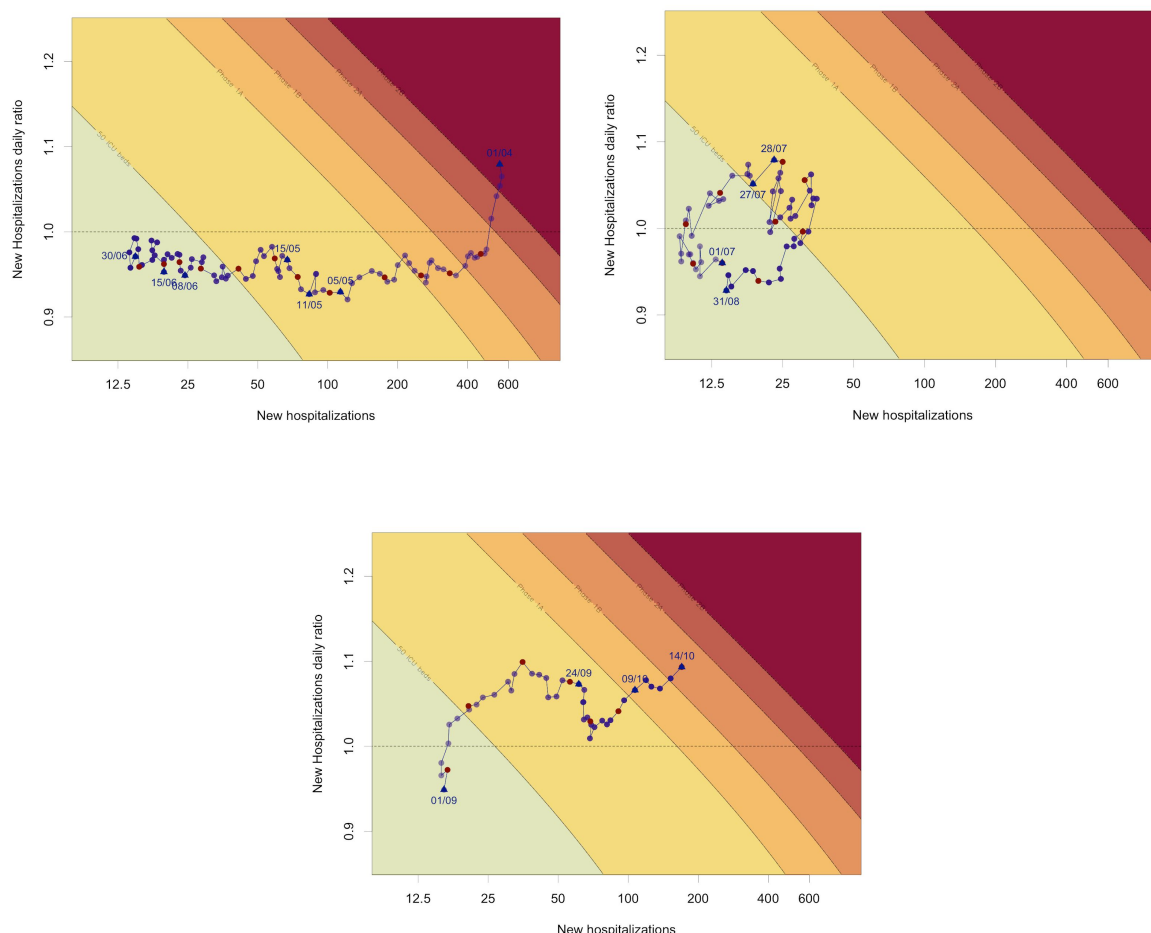 New Hospitalizations daily ratio
1.2
1.1
1.0
0.9
50 ICU beds
Phase 1A
Phase 1B
Phase 2A
01/04
15/05
05/05
11/05
30/06
15/06
08/06
12.5 25 50 100 200 400 600
New hospitalizations
New Hospitalizations daily ratio
1.2
1.1
1.0
0.9
50 ICU beds
Phase 1A
Phase 1B
Phase 2A
28/07
27/07
01/07
31/08
12.5 25 50 100 200 400 600
New hospitalizations
New Hospitalizations daily ratio
1.2
1.1
1.0
0.9
50 ICU beds
Phase 1A
Phase 1B
Phase 2A
14/10
24/09
09/10
01/09
12.5 25 50 100 200 400 600
New hospitalizations